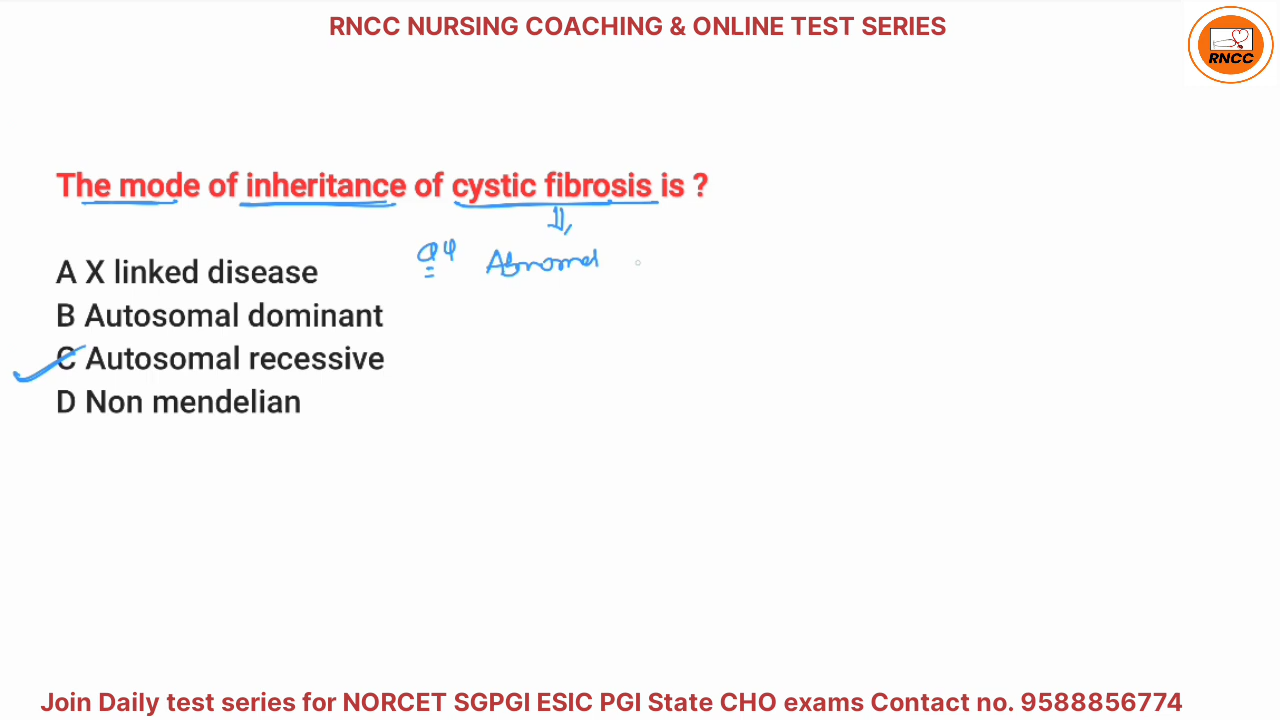 RNCC NURSING COACHING & ONLINE TEST SERIES
RNCC
The mode of inheritance of cystic fibrosis is ?
Abnormal
A X linked disease
B Autosomal dominant
C Autosomal recessive
D Non mendelian
Join Daily test series for NORCET SGPGI ESIC PGI State CHO exams Contact no. 9588856774